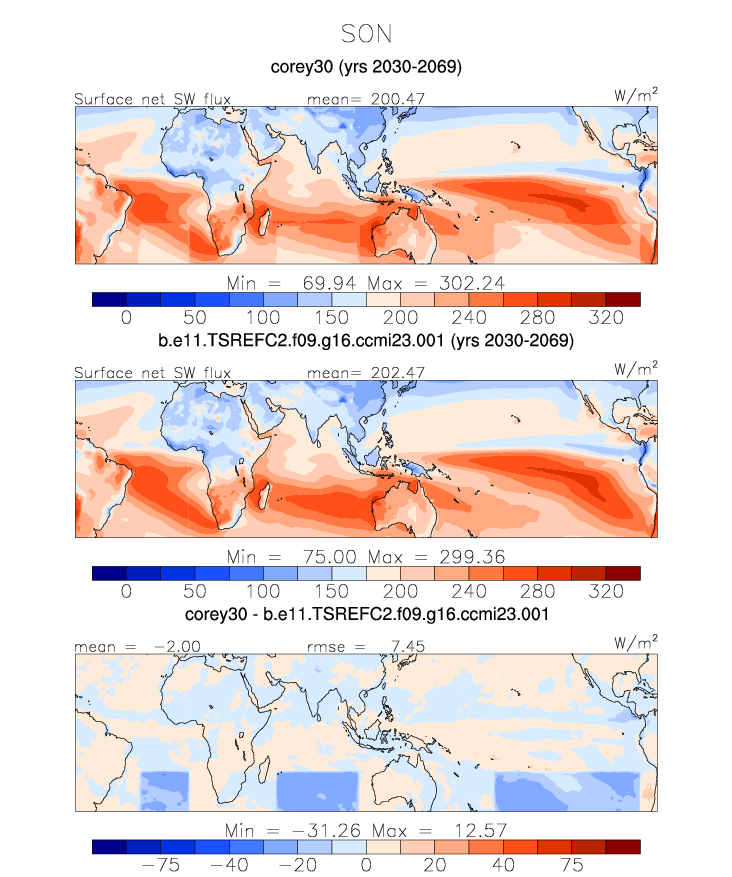 SON
corey30 (yrs 2030-2069)
Surface net SW flux mean= 200.47 W/m²
Min = 69.94 Max = 302.24
0 50 100 150 200 240 280 320
b.e11.TSREFC2.f09.g16.ccmi23.001 (yrs 2030-2069)
Surface net SW flux mean= 202.47 W/m²
Min = 75.00 Max = 299.36
0 50 100 150 200 240 280 320
corey30 - b.e11.TSREFC2.f09.g16.ccmi23.001
mean = -2.00 rmse = 7.45 W/m²
Min = -31.26 Max = 12.57
-75 -40 -20 0 20 40 75